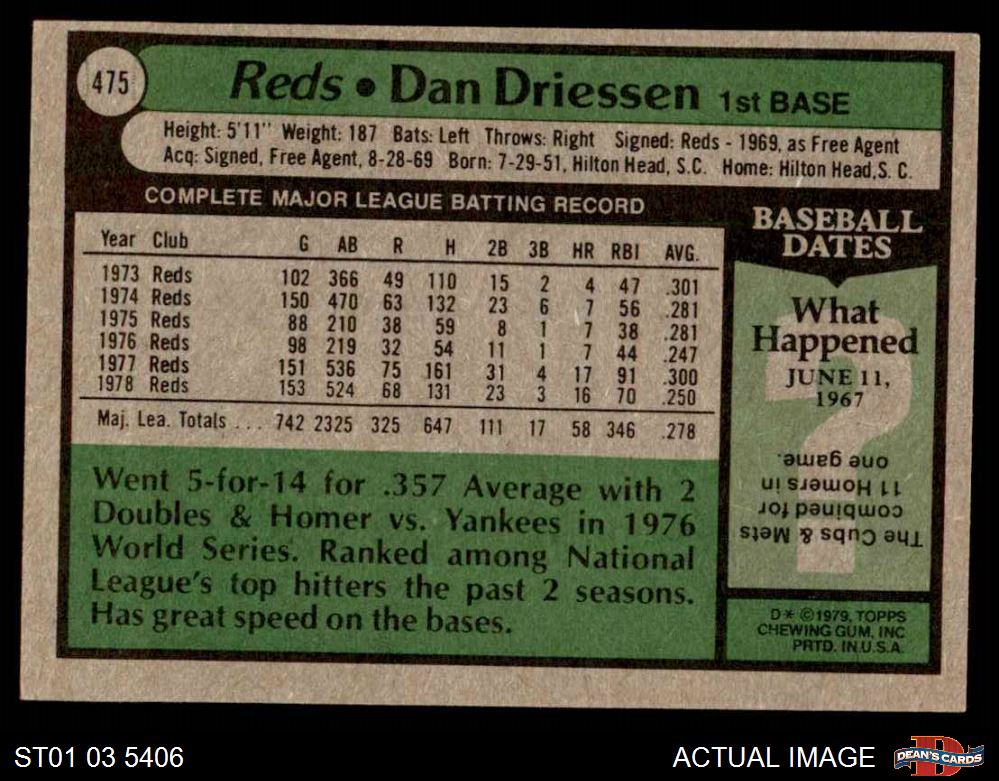 475
Reds • Dan Driessen 1st BASE
Height: 5'11" Weight: 187 Bats: Left Throws: Right Signed: Reds - 1969, as Free Agent
Acq: Signed, Free Agent, 8-28-69 Born: 7-29-51, Hilton Head, S.C. Home: Hilton Head,S. C.
COMPLETE MAJOR LEAGUE BATTING RECORD
Year Club G AB R H 2B 3B HR RBI AVG.
1973 Reds 102 366 49 110 15 2 4 47 .301
1974 Reds 150 470 63 132 23 6 7 56 .281
1975 Reds 88 210 38 59 8 1 7 38 .281
1976 Reds 98 219 32 54 11 1 7 44 .247
1977 Reds 151 536 75 161 31 4 17 91 .300
1978 Reds 153 524 68 131 23 3 16 70 .250
Maj. Lea. Totals ... 742 2325 325 647 111 17 58 346 .278
Went 5-for-14 for .357 Average with 2
Doubles & Homer vs. Yankees in 1976
World Series. Ranked among National
League's top hitters the past 2 seasons.
Has great speed on the bases.
BASEBALL
DATES
What
Happened
JUNE 11,
1967
?
The Cubs & Mets
combined for
11 Homers in
one game.
D* ©1979, TOPPS
CHEWING GUM, INC
PRTD. IN U.S.A.
ST01 03 5406
ACTUAL IMAGE
D
DEAN'S CARDS